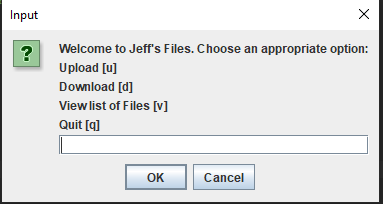 Input
Welcome to Jeff's Files. Choose an appropriate option:
Upload [u]
Download [d]
View list of Files [v]
Quit [q]
OK Cancel